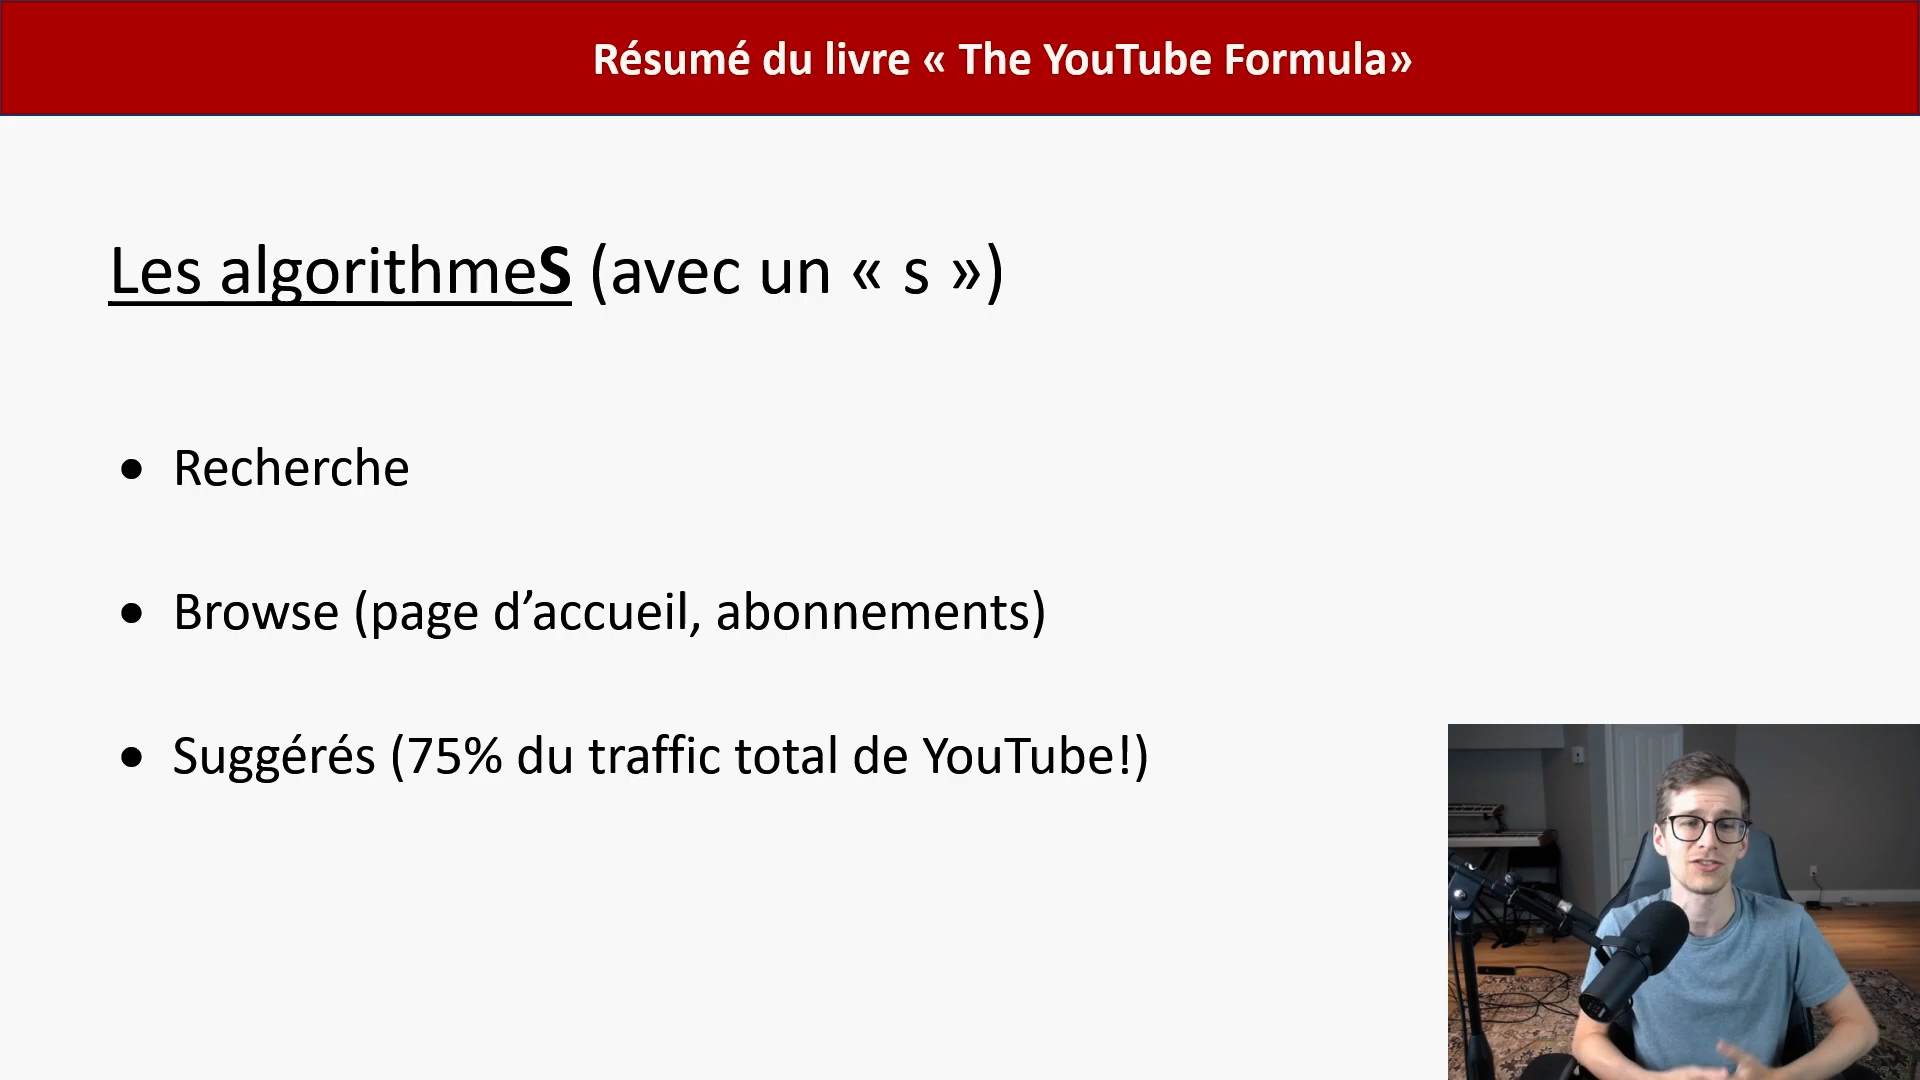 Résumé du livre « The YouTube Formula»
Les algorithmeS (avec un « s »)
• Recherche
• Browse (page d’accueil, abonnements)
• Suggérés (75% du traffic total de YouTube!)